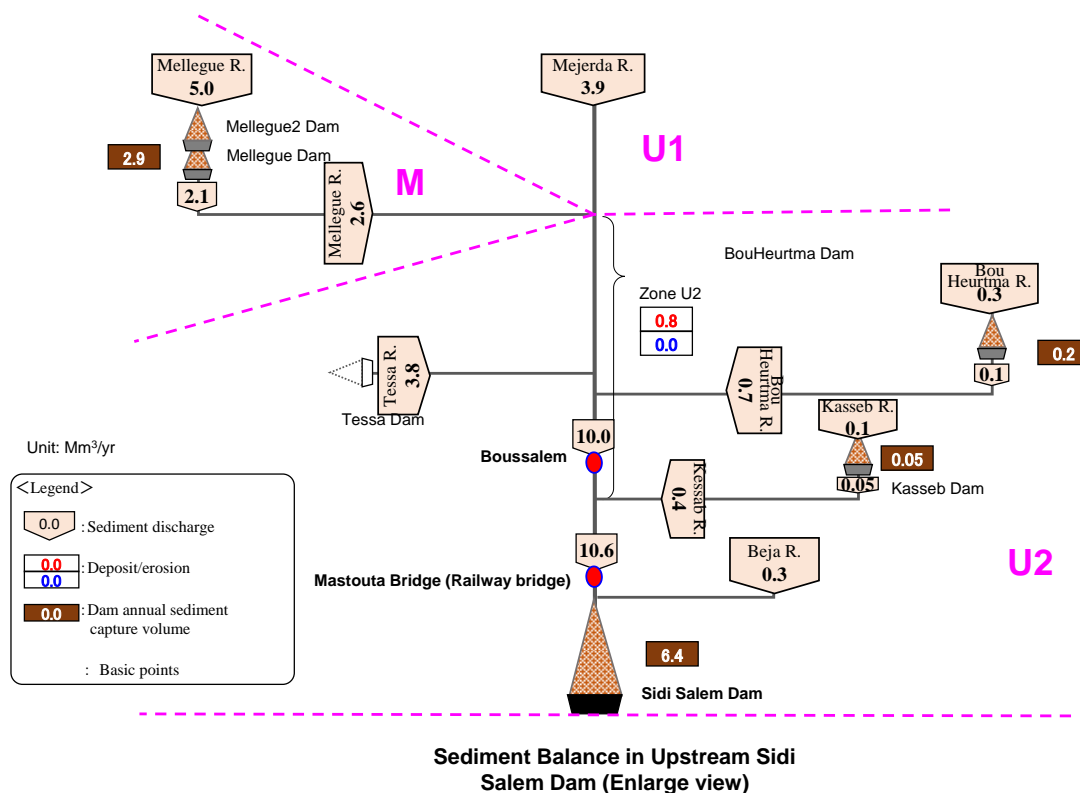 Mellegue R.
5.0
Mejerda R.
3.9
Mellegue2 Dam
Mellegue Dam
2.9
2.1
M
U1
Mellegue R.
2.6
BouHeurtma Dam
Zone U2
0.8
0.0
Bou
Heurtma R.
0.3
0.2
0.1
Tessa R.
3.8
Tessa Dam
Bou
Heurtma R.
0.7
Kasseb R.
0.1
0.05
0.05
Kasseb Dam
10.0
Boussalem
Kessab R.
0.4
Unit: Mm³/yr
<Legend>
0.0
: Sediment discharge
0.0
0.0
: Deposit/erosion
0.0
: Dam annual sediment
capture volume
: Basic points
10.6
Mastouta Bridge (Railway bridge)
Beja R.
0.3
U2
6.4
Sidi Salem Dam
Sediment Balance in Upstream Sidi
Salem Dam (Enlarge view)